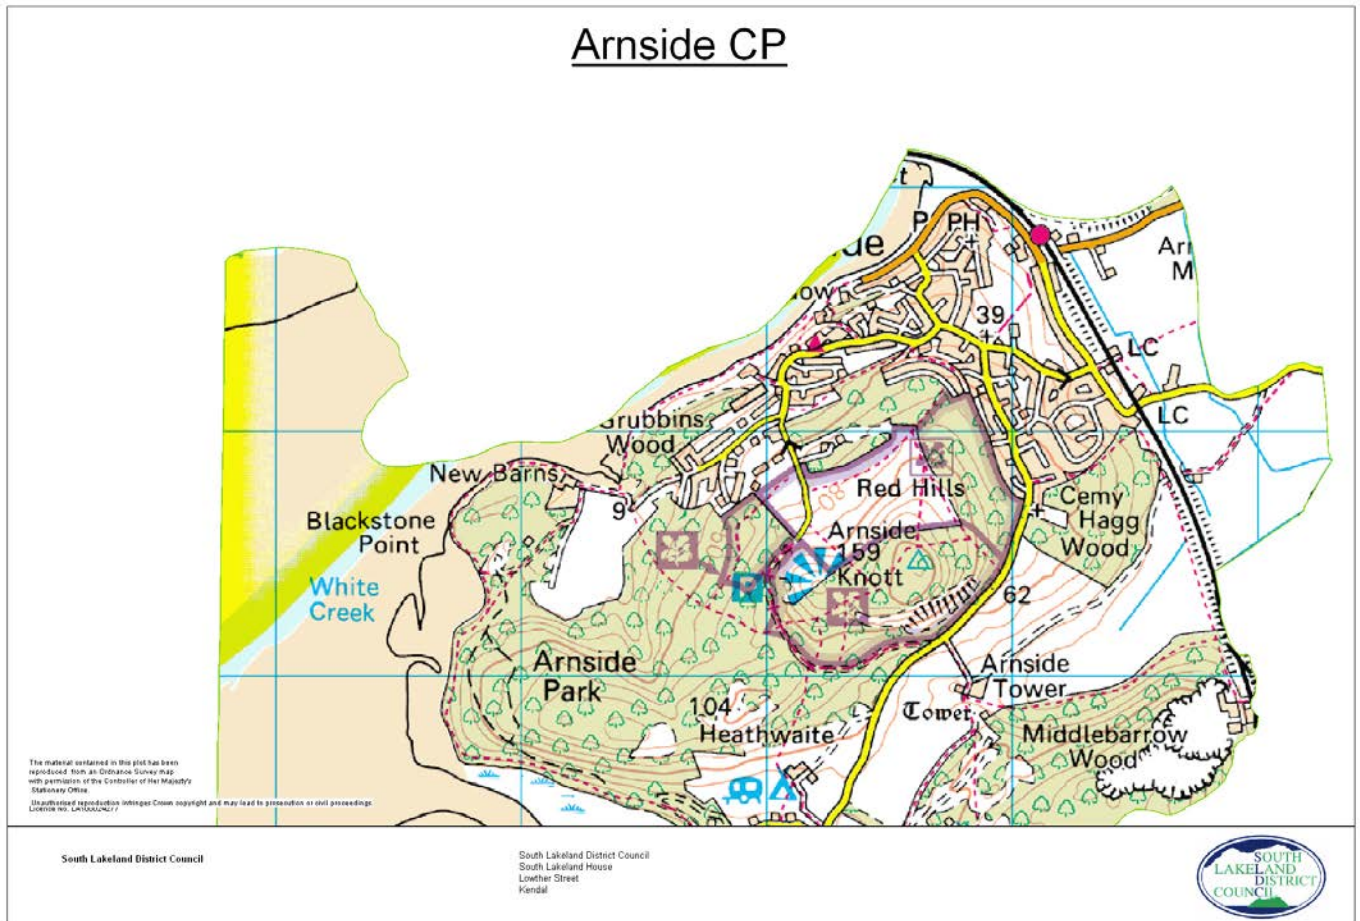 Arnside CP
P
PH
Arr
M
39
LC
LC
Grubbins
Wood
New Barns
Red Hills
Cemy
Hagg
Wood
9
Blackstone
Point
80
Arnside
159
Knott
White
Creek
P
62
Arnside
Park
Arnside
Tower
104
Tower
Heathwaite
Middlebarrow
Wood
The material contained in this plot has been
reproduced from an Ordnance Survey map
with permission of the Controller of Her Majesty's
Stationery Office.
Unauthorised reproduction infringes Crown copyright and may lead to prosecution or civil proceedings.
South Lakeland District Council
South Lakeland District Council
South Lakeland House
Lowther Street
Kendal
SOUTH
LAKELAND
DISTRICT
COUNCIL